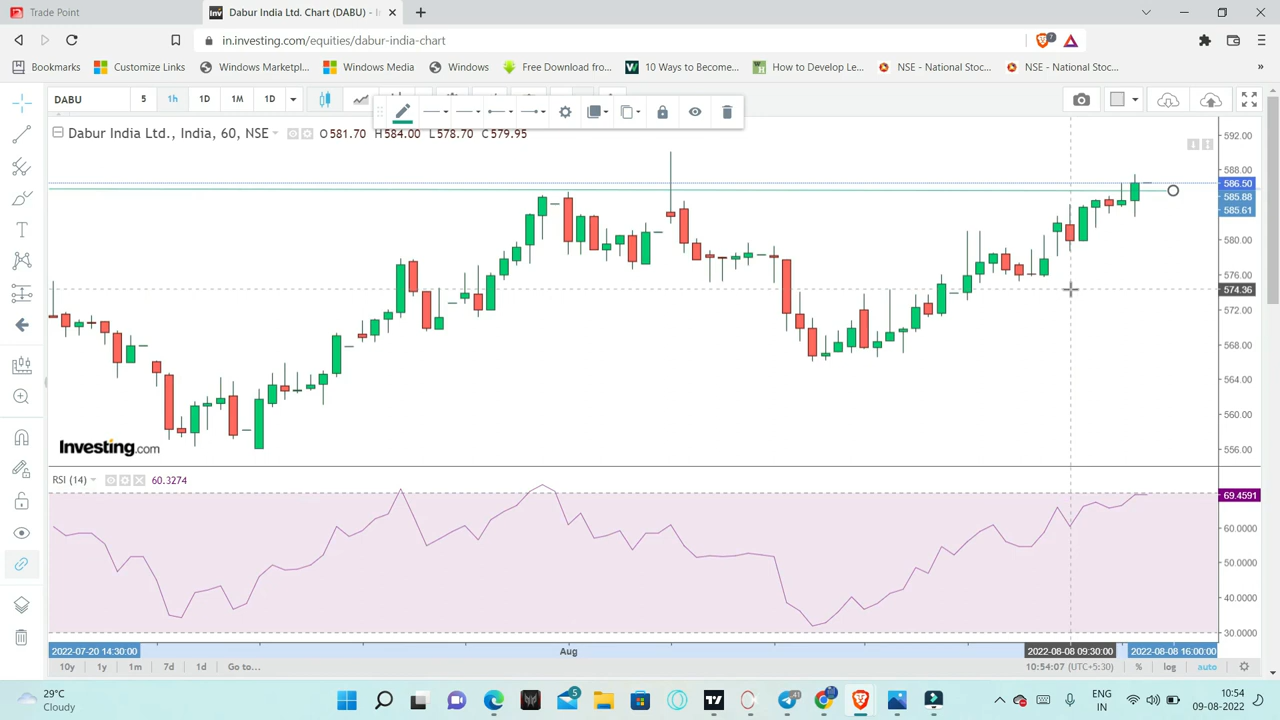 Trade Point
Inv Dabur India Ltd. Chart (DABU) - I
in.investing.com/equities/dabur-india-chart
7
Bookmarks Customize Links Windows Marketpl... Windows Media Windows Free Download fro... W 10 Ways to Become... How to Develop Le... NSE - National Stoc... NSE - National Stoc... »
DABU 5 1h 1D 1M 1D
Dabur India Ltd., India, 60, NSE O581.70 H584.00 L578.70 C579.95
592.00
588.00
586.50
585.88
585.61
580.00
576.00
574.36
572.00
568.00
564.00
560.00
556.00
Investing.com
RSI (14) 60.3274
69.4591
60.0000
50.0000
40.0000
30.0000
2022-07-20 14:30:00 Aug 2022-08-08 09:30:00 2022-08-08 16:00:00
10y 1y 1m 7d 1d Go to... 10:54:07 (UTC+5:30) % log auto
29°C
Cloudy
5
ENG
IN
10:54
09-08-2022